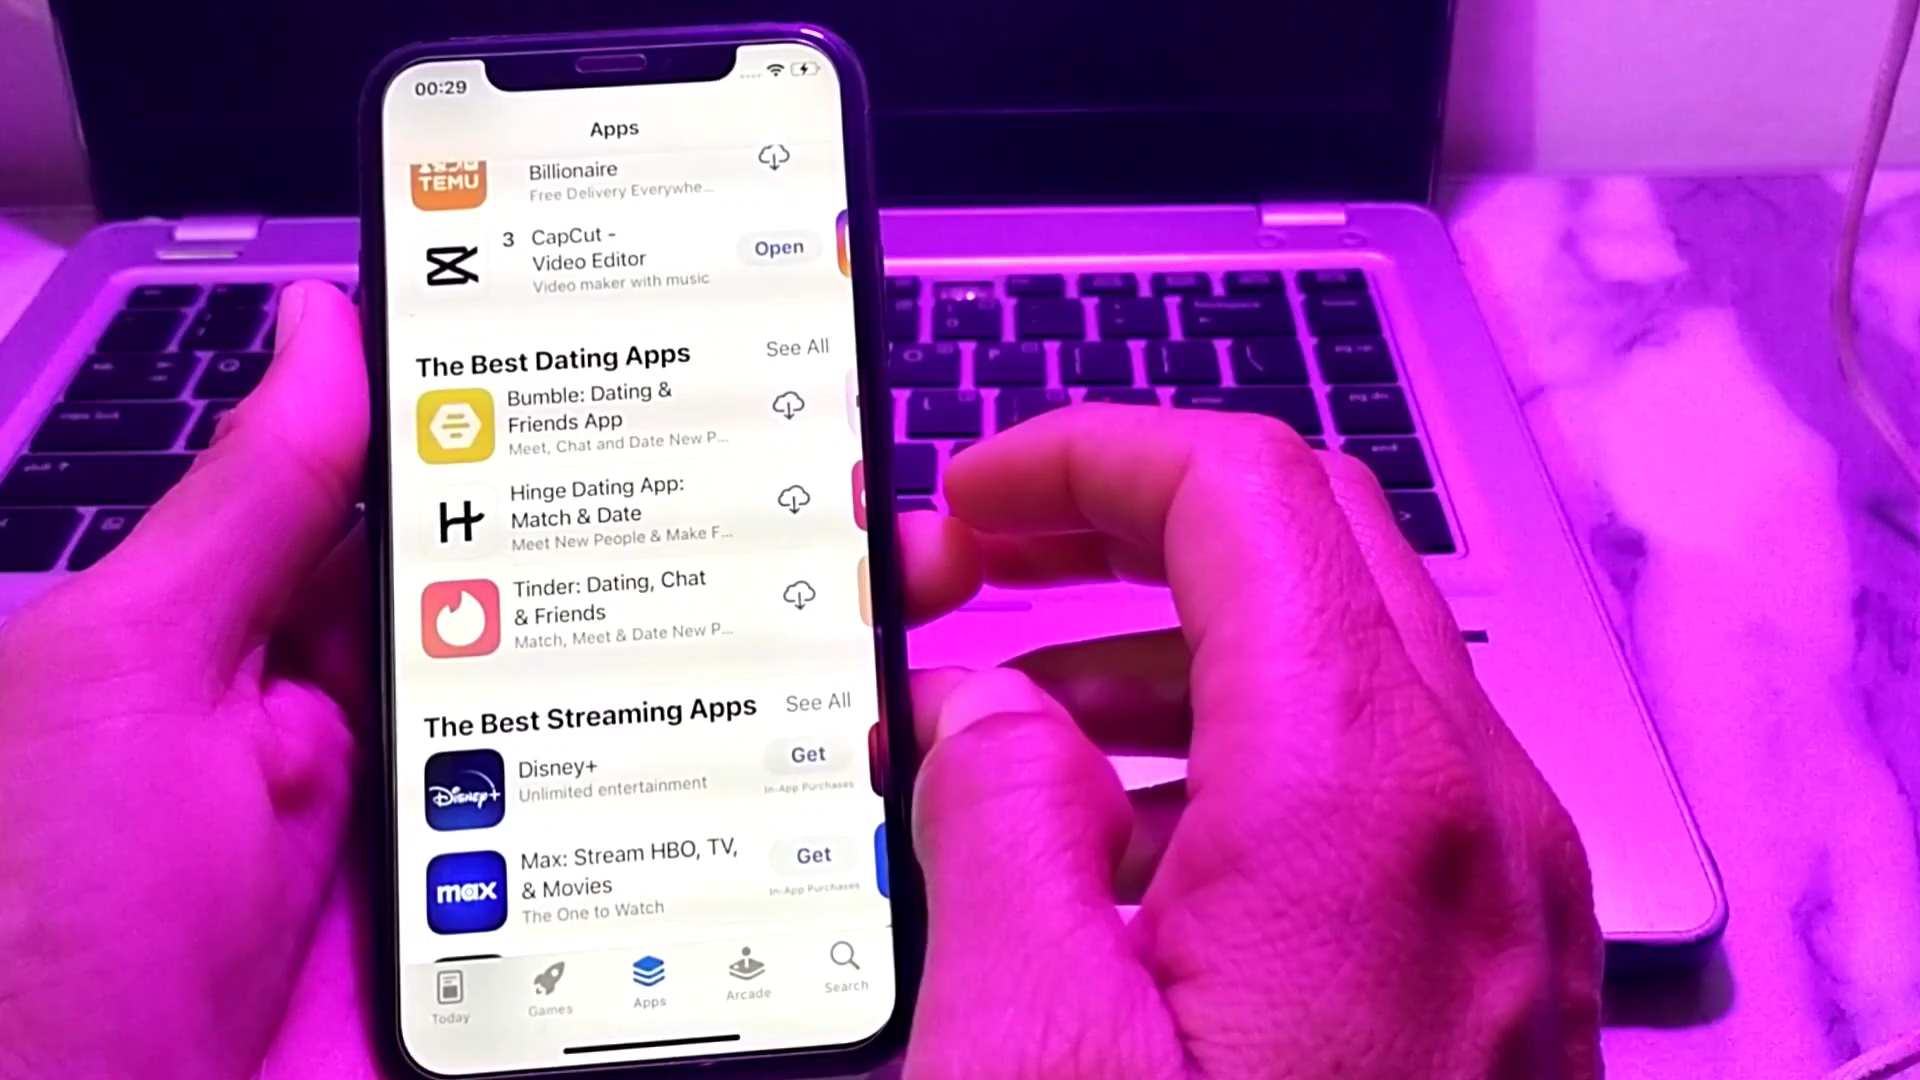 00:29
Apps
TEMU
Billionaire
Free Delivery Everywhe...
3 CapCut -
Video Editor
Video maker with music
Open
The Best Dating Apps
See All
Bumble: Dating &
Friends App
Meet, Chat and Date New P...
Hinge Dating App:
Match & Date
Meet New People & Make F...
Tinder: Dating, Chat
& Friends
Match, Meet & Date New P...
The Best Streaming Apps
See All
Disney+
Disney+
Unlimited entertainment
Get
In-App Purchases
max
Max: Stream HBO, TV,
& Movies
The One to Watch
Get
In-App Purchases
Today
Games
Apps
Arcade
Search
end